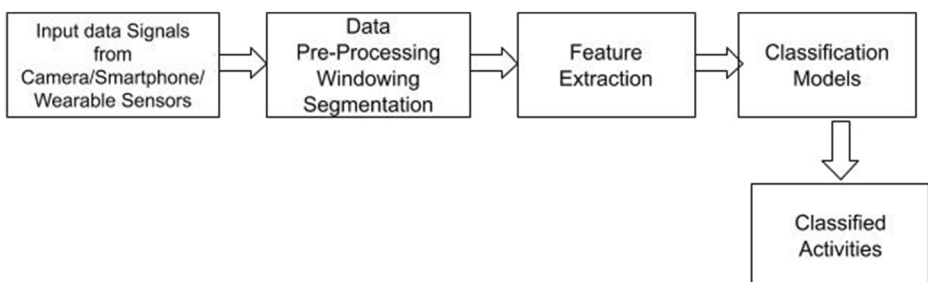 Input data Signals
from
Camera/Smartphone/
Wearable Sensors
Data
Pre-Processing
Windowing
Segmentation
Feature
Extraction
Classification
Models
Classified
Activities